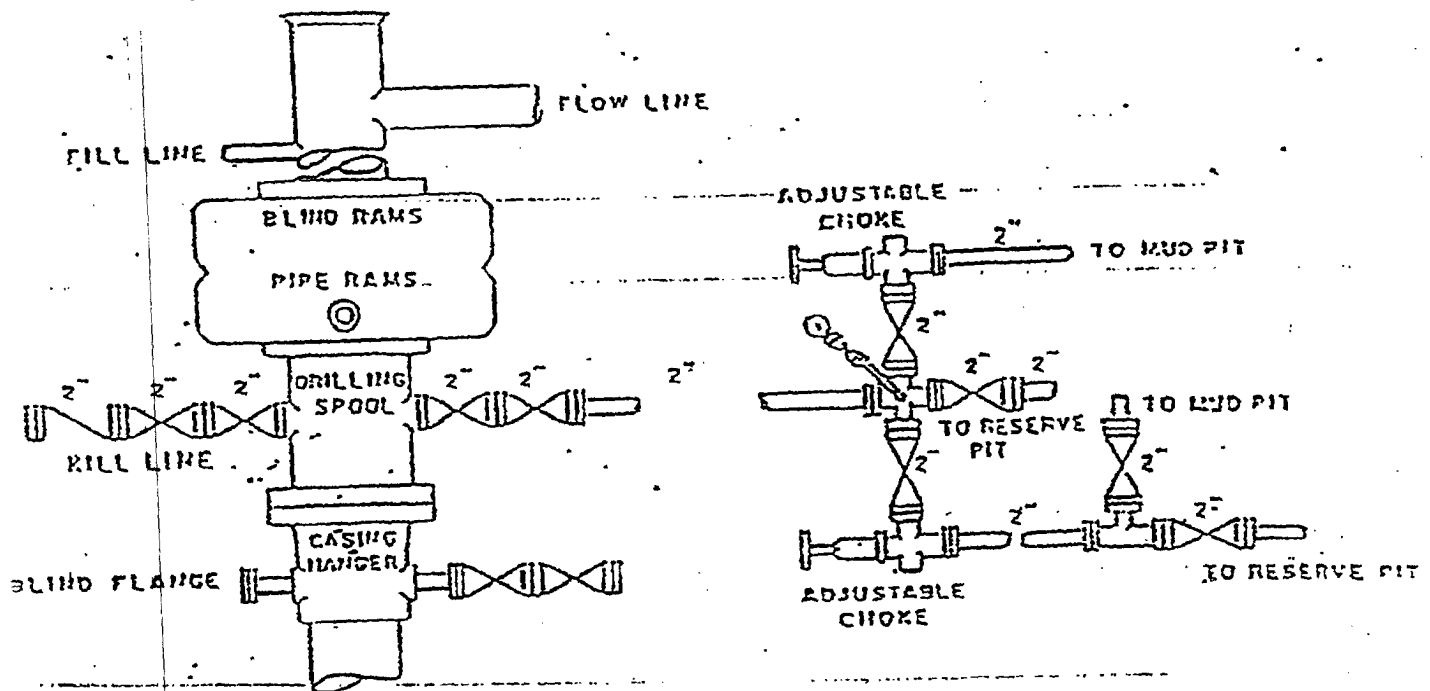 FLOW LINE
FILL LINE
BLIND RAMS
PIPE RAMS
2" 2" 2"
DRILLING
SPOOL
2" 2" 2"
KILL LINE
CASING
HANGER
BLIND FLANGE
ADJUSTABLE
CHOKE
2"
TO MUD PIT
2"
2" 2"
TO RESERVE
PIT
2"
TO MUD PIT
2"
2"
2"
TO RESERVE PIT
ADJUSTABLE
CHOKE